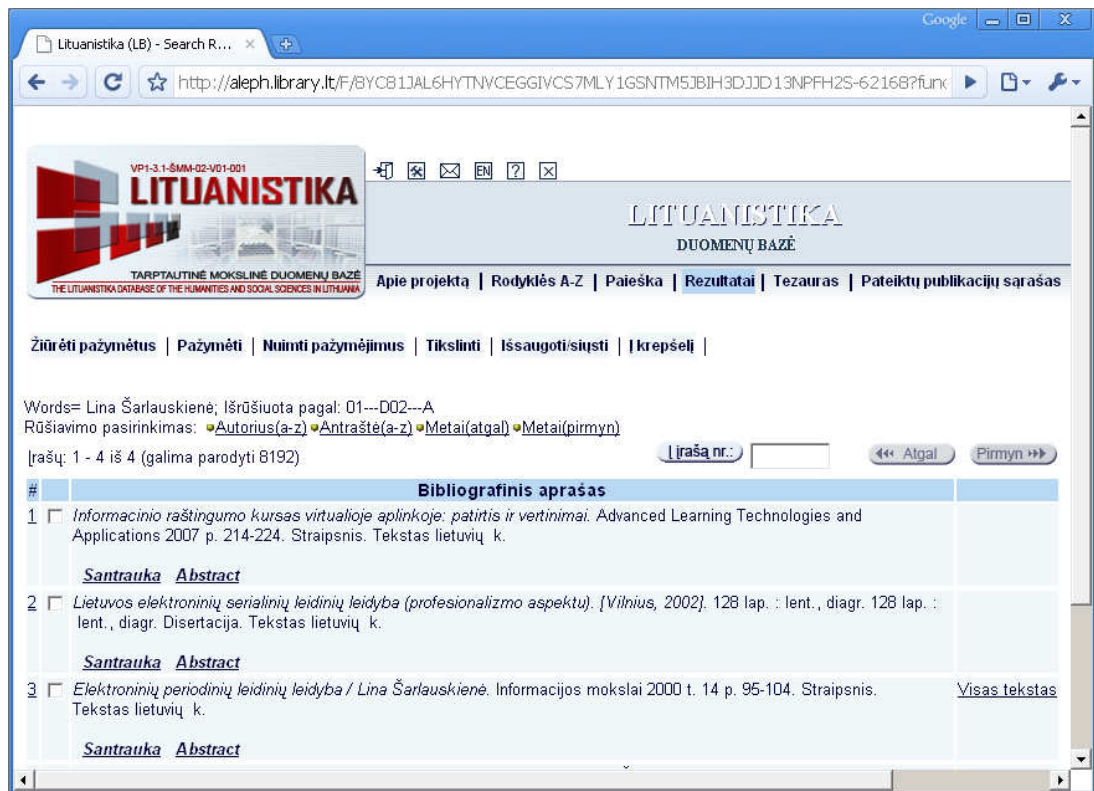 Google
Lituanistika (LB) - Search R...
http://aleph.library.lt/F/8YC81JAL6HYTNVCEGGIVCS7MLY1GSNTM5JBIH3DJJD13NPFH2S-62168?func
VP1-3.1-ŠMM-02-V01-001
LITUANISTIKA
TARPTAUTINĖ MOKSLINĖ DUOMENŲ BAZĖ
THE LITUANISTIKA DATABASE OF THE HUMANITIES AND SOCIAL SCIENCES IN LITHUANIA
EN ?
LITUANISTIKA
DUOMENŲ BAZĖ
Apie projektą | Rodyklės A-Z | Paieška | Rezultatai | Tezauras | Pateiktų publikacijų sąrašas
Žiūrėti pažymėtus | Pažymėti | Nuimti pažymėjimus | Tikslinti | Išsaugoti/siųsti | Į krepšelį |
Words= Lina Šarlauskienė; Išrūšiuota pagal: 01---D02---A
Rūšiavimo pasirinkimas: Autorius(a-z) Antraštė(a-z) Metai(atgal) Metai(pirmyn)
Įrašų: 1 - 4 iš 4 (galima parodyti 8192) Į įrašą nr.: Atgal Pirmyn
# Bibliografinis aprašas
1 Informacinio raštingumo kursas virtualioje aplinkoje: patirtis ir vertinimai. Advanced Learning Technologies and
Applications 2007 p. 214-224. Straipsnis. Tekstas lietuvių k.
Santrauka Abstract
2 Lietuvos elektroninių serialinių leidinių leidyba (profesionalizmo aspektu). [Vilnius, 2002]. 128 lap. : lent., diagr. 128 lap. :
lent., diagr. Disertacija. Tekstas lietuvių k.
Santrauka Abstract
3 Elektroninių periodinių leidinių leidyba / Lina Šarlauskienė. Informacijos mokslai 2000 t. 14 p. 95-104. Straipsnis. Visas tekstas
Tekstas lietuvių k.
Santrauka Abstract